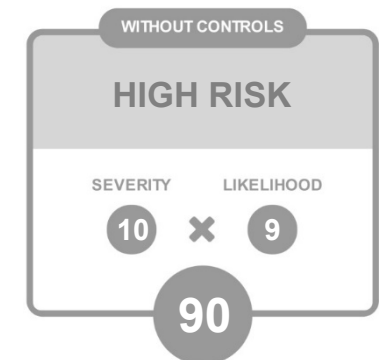 WITHOUT CONTROLS
HIGH RISK
SEVERITY LIKELIHOOD
10 × 9
90